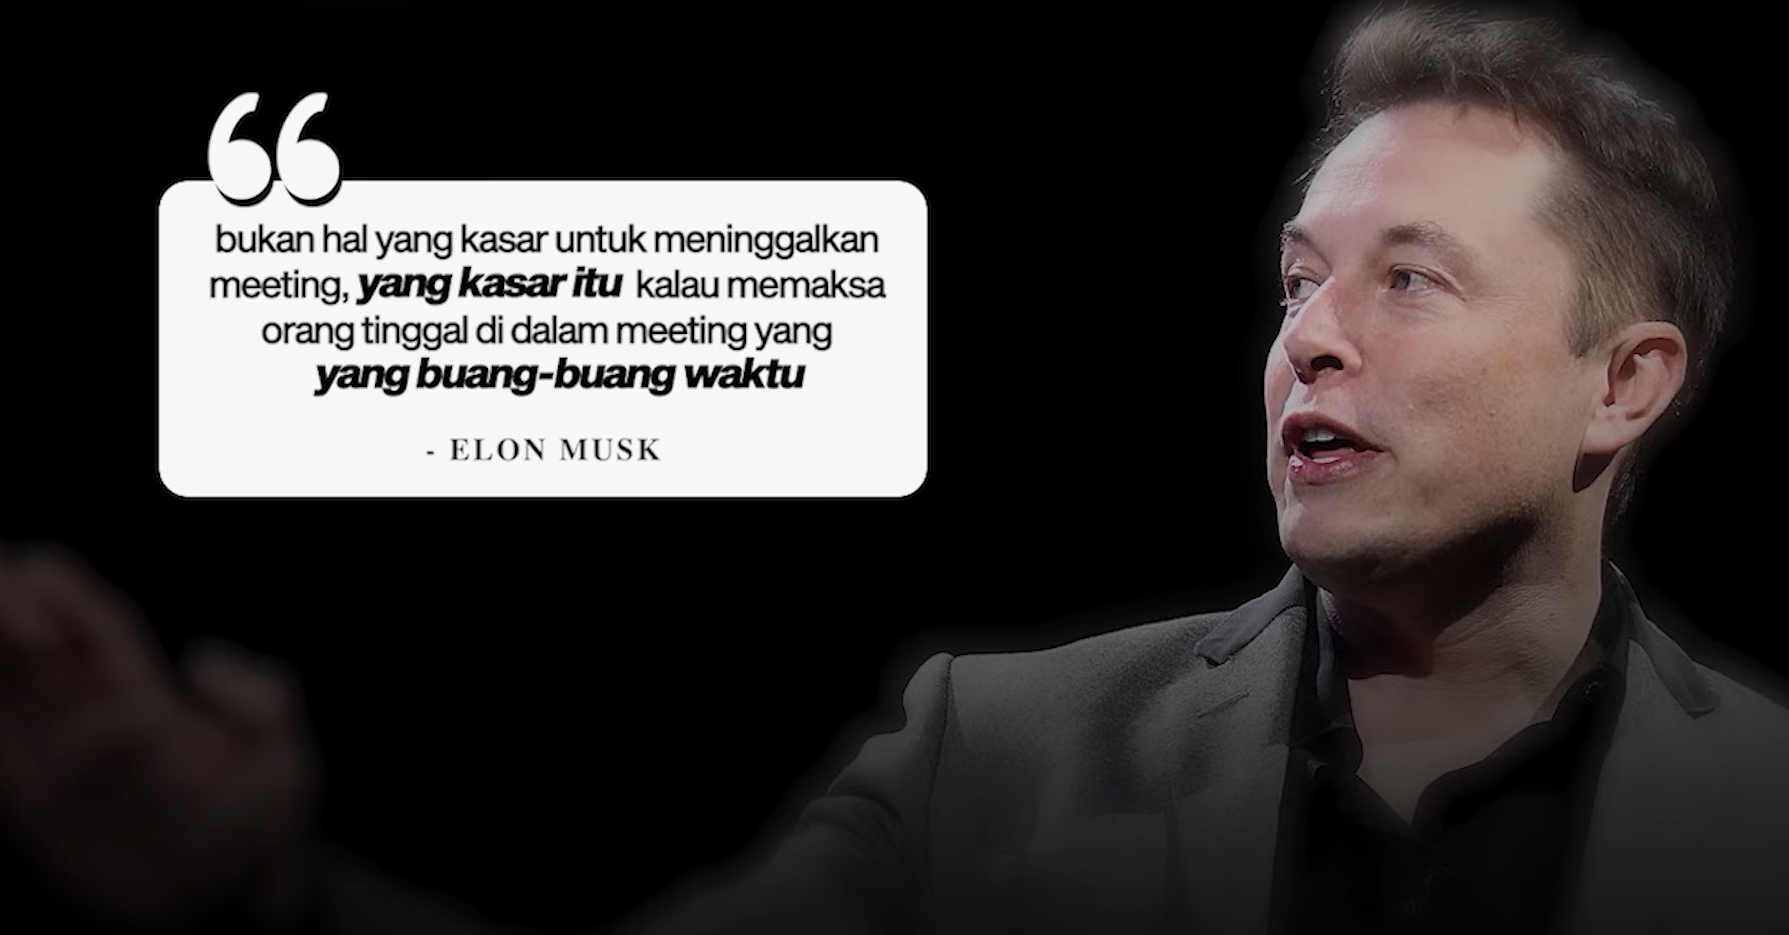 bukan hal yang kasar untuk meninggalkan
meeting, yang kasar itu kalau memaksa
orang tinggal di dalam meeting yang
yang buang-buang waktu
- ELON MUSK